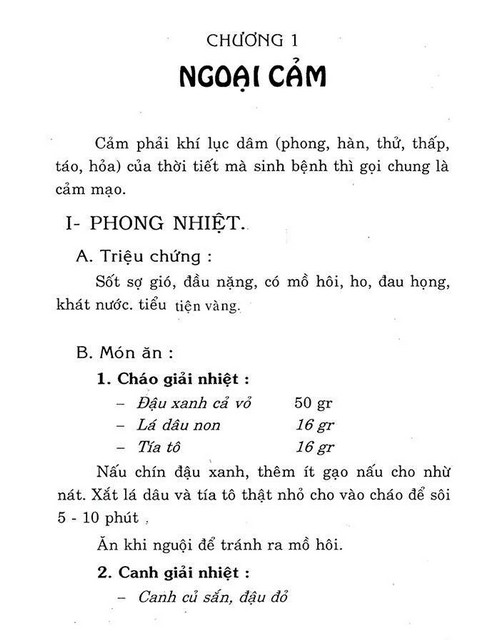 CHƯƠNG 1
NGOẠI CẢM
Cảm phải khí lục dâm (phong, hàn, thử, thấp,
táo, hỏa) của thời tiết mà sinh bệnh thì gọi chung là
cảm mạo.
I- PHONG NHIỆT.
A. Triệu chứng :
Sốt sợ gió, đầu nặng, có mồ hôi, ho, đau họng,
khát nước. tiểu tiện vàng.
B. Món ăn :
1. Cháo giải nhiệt :
– Đậu xanh cả vỏ 50 gr
– Lá dâu non 16 gr
– Tía tô 16 gr
Nấu chín đậu xanh, thêm ít gạo nấu cho nhừ
nát. Xắt lá dâu và tía tô thật nhỏ cho vào cháo để sôi
5 - 10 phút .
Ăn khi nguội để tránh ra mồ hôi.
2. Canh giải nhiệt :
– Canh củ sắn, đậu đỏ